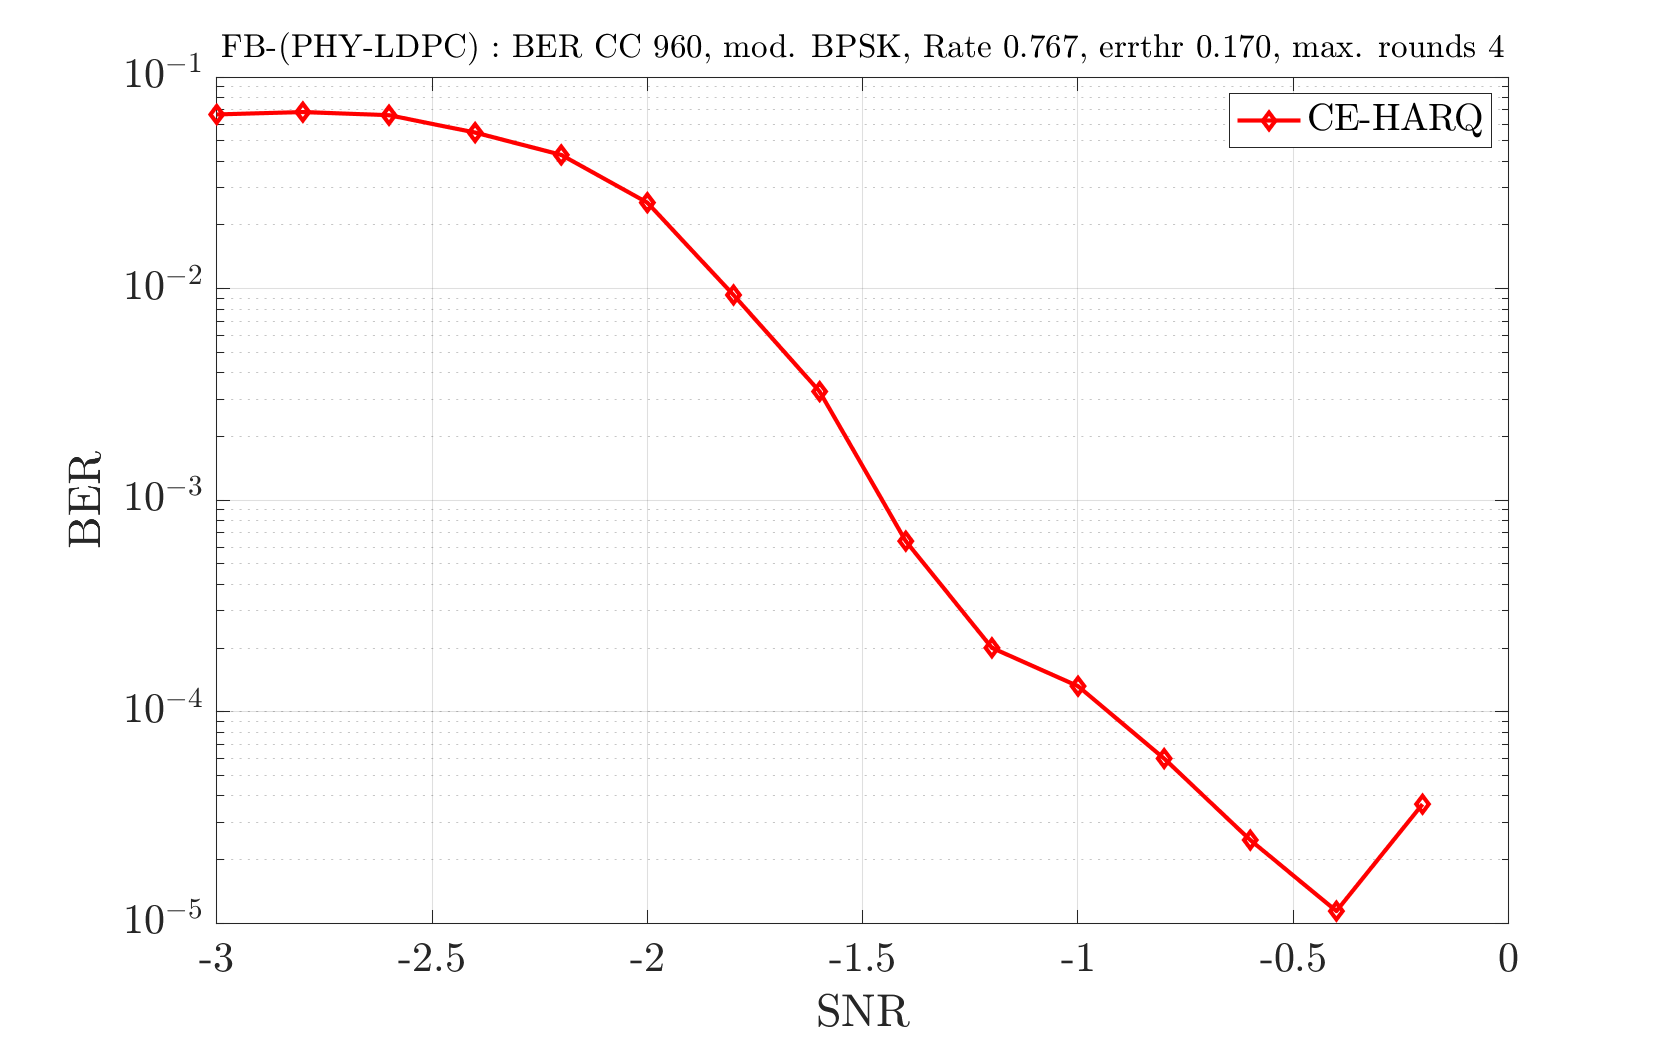 FB-(PHY-LDPC) : BER CC 960, mod. BPSK, Rate 0.767, errthr 0.170, max. rounds 4
CE-HARQ
10⁻¹
10⁻²
10⁻³
10⁻⁴
10⁻⁵
BER
-3 -2.5 -2 -1.5 -1 -0.5 0
SNR